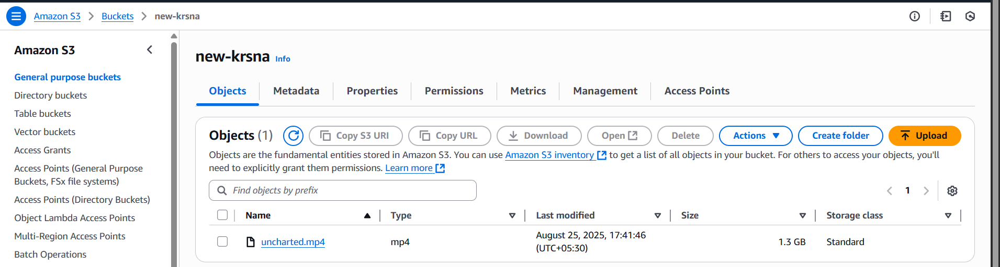 Amazon S3 > Buckets > new-krsna
Amazon S3
General purpose buckets
Directory buckets
Table buckets
Vector buckets
Access Grants
Access Points (General Purpose
Buckets, FSx file systems)
Access Points (Directory Buckets)
Object Lambda Access Points
Multi-Region Access Points
Batch Operations
new-krsna Info
Objects Metadata Properties Permissions Metrics Management Access Points
Objects (1) Copy S3 URI Copy URL Download Open Delete Actions Create folder Upload
Objects are the fundamental entities stored in Amazon S3. You can use Amazon S3 inventory to get a list of all objects in your bucket. For others to access your objects, you'll
need to explicitly grant them permissions. Learn more
Find objects by prefix
1
Name Type Last modified Size Storage class
uncharted.mp4 mp4 August 25, 2025, 17:41:46 1.3 GB Standard
(UTC+05:30)